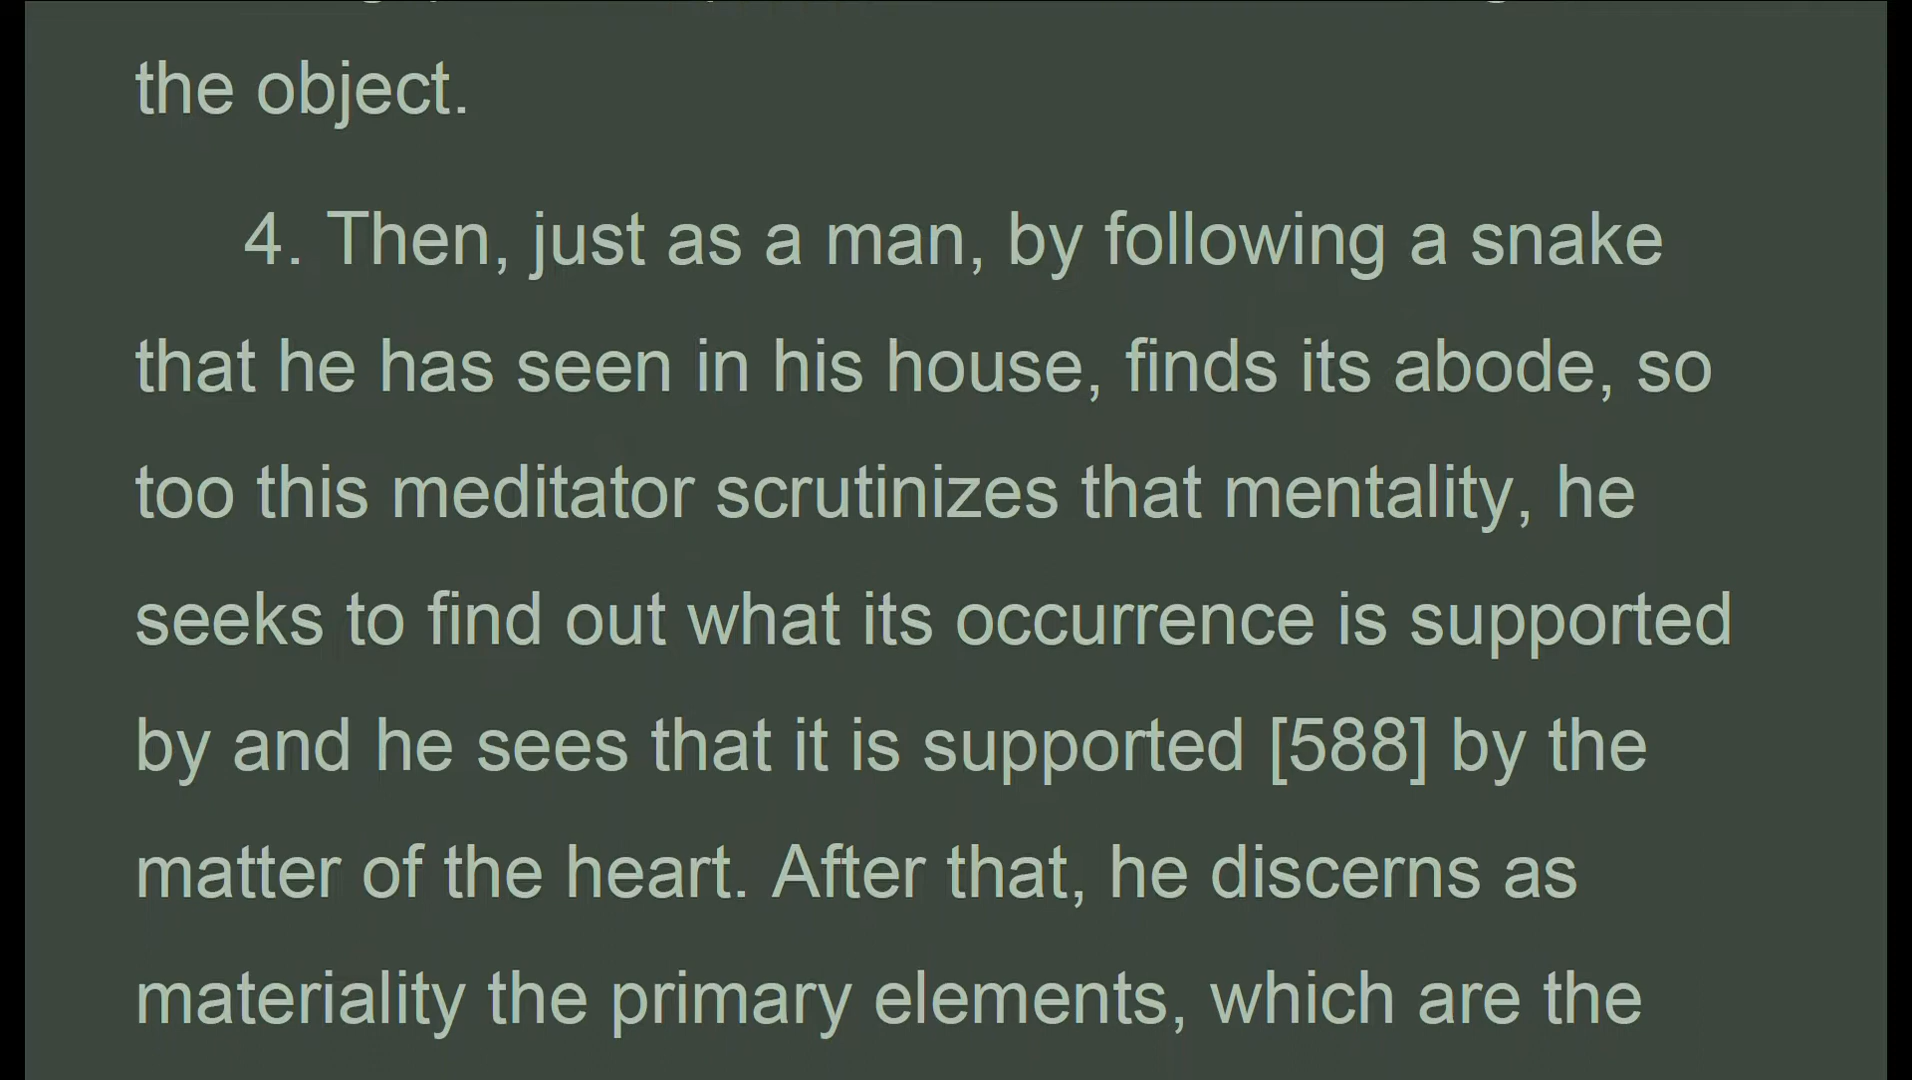 the object.
4. Then, just as a man, by following a snake
that he has seen in his house, finds its abode, so
too this meditator scrutinizes that mentality, he
seeks to find out what its occurrence is supported
by and he sees that it is supported [588] by the
matter of the heart. After that, he discerns as
materiality the primary elements, which are the